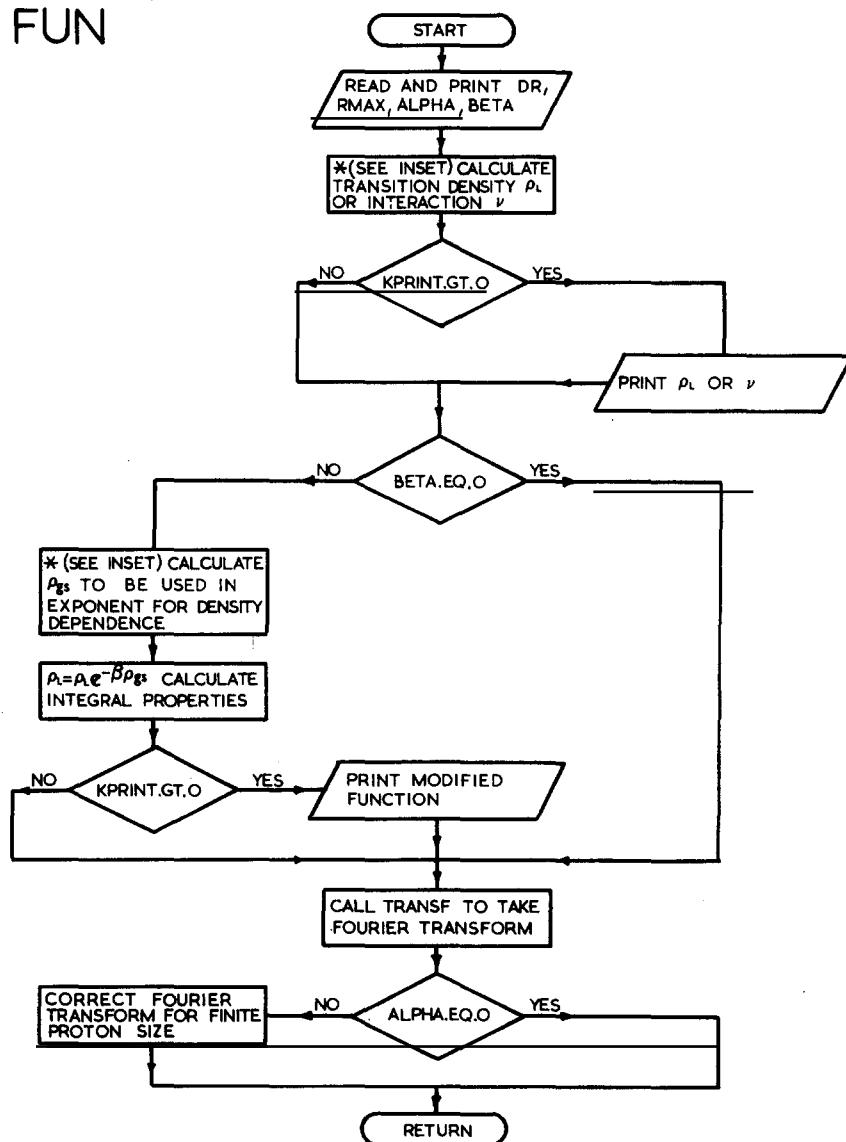 FUN
START
READ AND PRINT DR,
RMAX, ALPHA, BETA
*(SEE INSET) CALCULATE
TRANSITION DENSITY ρL
OR INTERACTION ν
NO
KPRINT.GT.O
YES
PRINT ρL OR ν
NO
BETA.EQ.O
YES
*(SEE INSET) CALCULATE
ρgs TO BE USED IN
EXPONENT FOR DENSITY
DEPENDENCE
ρL=ρL e^-βρgs CALCULATE
INTEGRAL PROPERTIES
NO
KPRINT.GT.O
YES
PRINT MODIFIED
FUNCTION
CALL TRANSF TO TAKE
FOURIER TRANSFORM
CORRECT FOURIER
TRANSFORM FOR FINITE
PROTON SIZE
NO
ALPHA.EQ.O
YES
RETURN